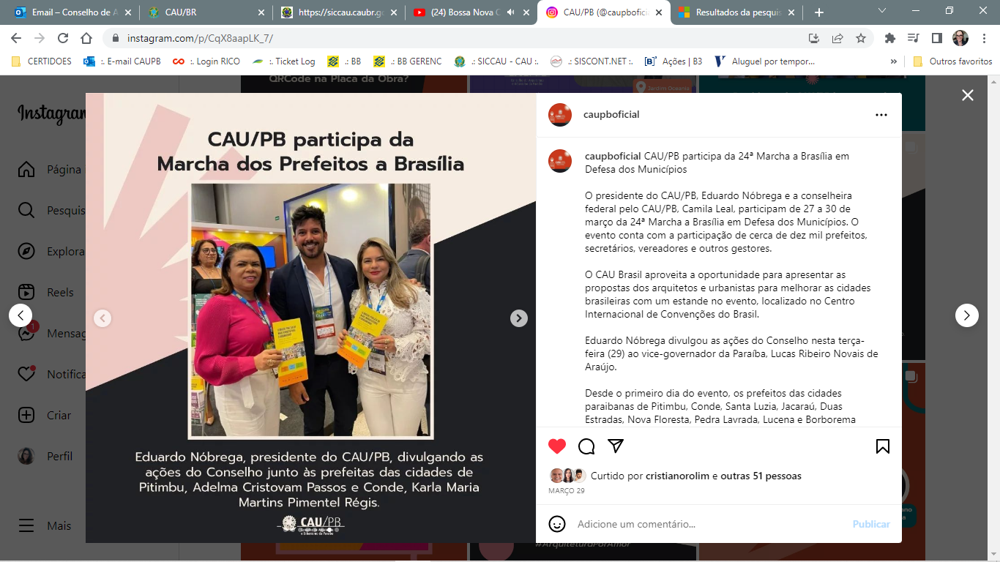 Email – Conselho de A
CAU/BR
https://siccau.caubr.go
(24) Bossa Nova C
CAU/PB (@caupboficia
Resultados da pesquis
instagram.com/p/CqX8aapLK_7/
CERTIDOES
:. E-mail CAUPB
:. Login RICO
:. Ticket Log
.: BB
:. BB GERENC
:. SICCAU - CAU :.
.: SISCONT.NET :.
Ações | B3
Aluguel por tempor...
»
Outros favoritos
QRCode na Placa da Obra?
Jardim Oceania
Instagram
Página
Pesquis
Explora
Reels
1
Mensag
Notifica
Criar
Perfil
Mais
CAU/PB participa da
Marcha dos Prefeitos a Brasília
Eduardo Nóbrega, presidente do CAU/PB, divulgando as
ações do Conselho junto às prefeitas das cidades de
Pitimbu, Adelma Cristovam Passos e Conde, Karla Maria
Martins Pimentel Régis.
CAU/PB
caupboficial
caupboficial CAU/PB participa da 24ª Marcha a Brasília em
Defesa dos Municípios
O presidente do CAU/PB, Eduardo Nóbrega e a conselheira
federal pelo CAU/PB, Camila Leal, participam de 27 a 30 de
março da 24ª Marcha a Brasília em Defesa dos Municípios. O
evento conta com a participação de cerca de dez mil prefeitos,
secretários, vereadores e outros gestores.
O CAU Brasil aproveita a oportunidade para apresentar as
propostas dos arquitetos e urbanistas para melhorar as cidades
brasileiras com um estande no evento, localizado no Centro
Internacional de Convenções do Brasil.
Eduardo Nóbrega divulgou as ações do Conselho nesta terça-
feira (29) ao vice-governador da Paraíba, Lucas Ribeiro Novais de
Araújo.
Desde o primeiro dia do evento, os prefeitos das cidades
paraibanas de Pitimbu, Conde, Santa Luzia, Jacaraú, Duas
Estradas, Nova Floresta, Pedra Lavrada, Lucena e Borborema
Curtido por cristianorolim e outras 51 pessoas
MARÇO 29
Adicione um comentário...
Publicar
#ArquiteturaPorAmor